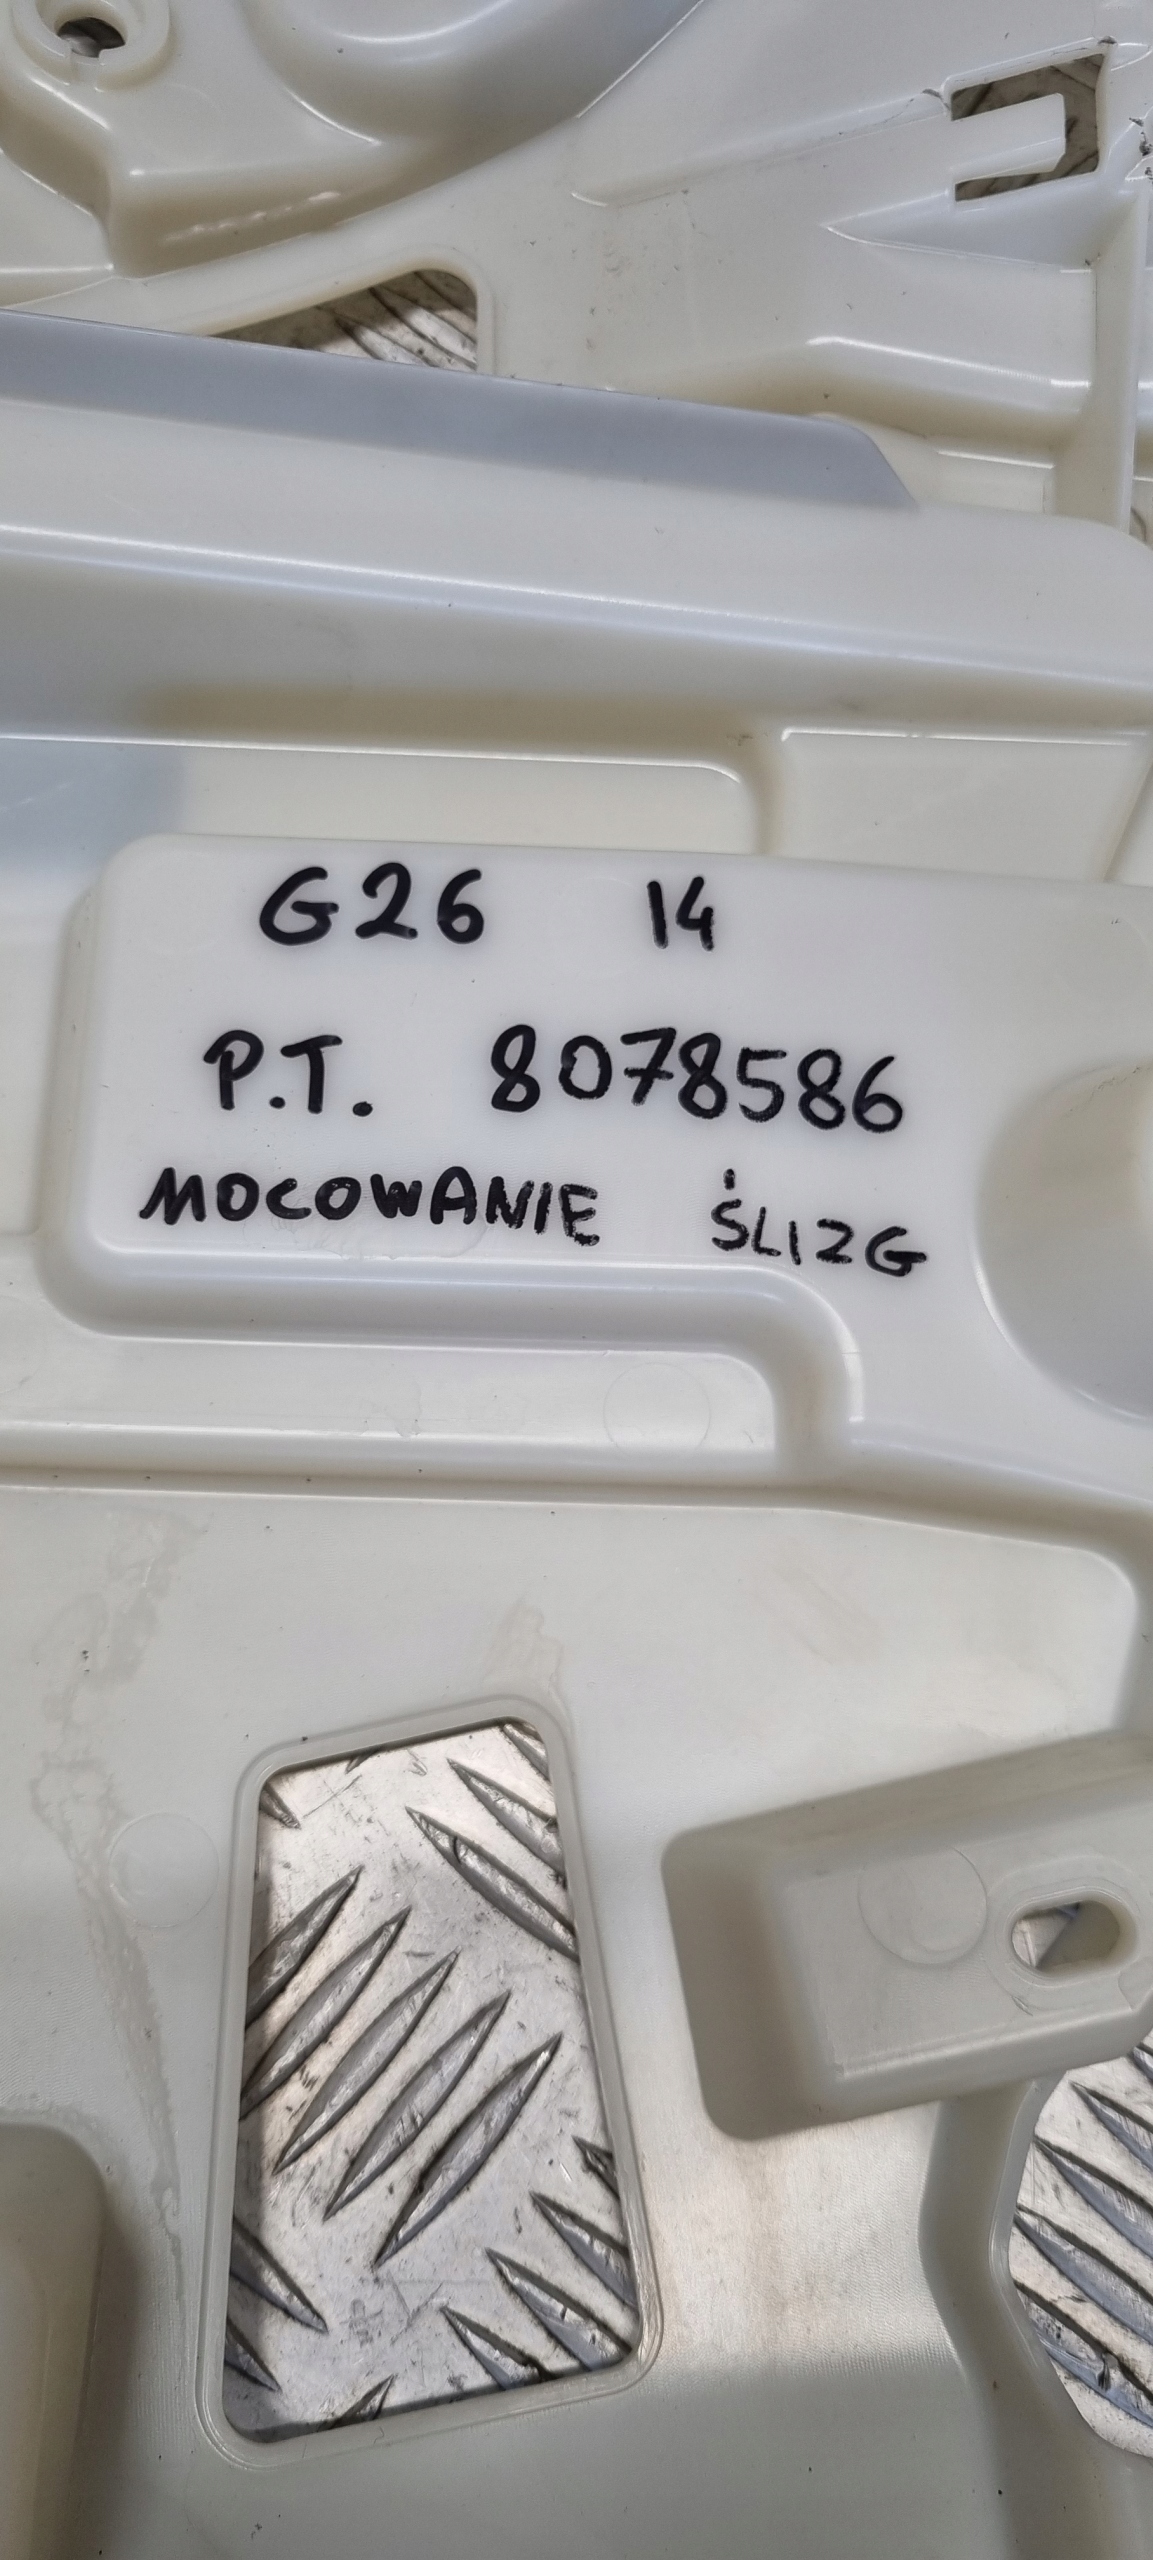 G26 14
P.T. 8078586
MOCOWANIE ŚLIZG